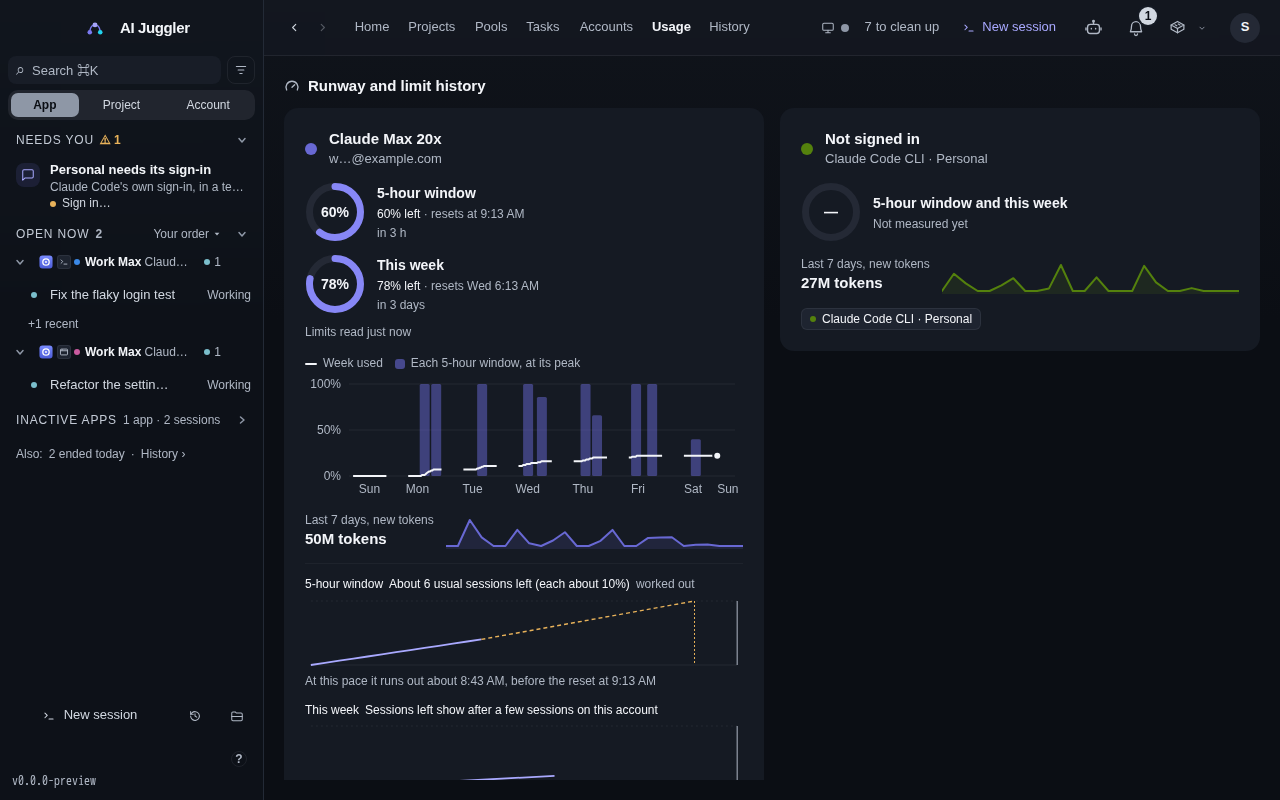 AI Juggler
Home Projects Pools Tasks Accounts Usage History
7 to clean up
New session
1
S
Search ⌘K
App Project Account
NEEDS YOU 1
Personal needs its sign-in
Claude Code's own sign-in, in a te…
Sign in…
OPEN NOW 2 Your order
Work Max Claud… 1
Fix the flaky login test Working
+1 recent
Work Max Claud… 1
Refactor the settin… Working
INACTIVE APPS 1 app · 2 sessions
Also: 2 ended today · History ›
New session
?
v0.0.0-preview
Runway and limit history
Claude Max 20x
w…@example.com
60%
5-hour window
60% left · resets at 9:13 AM
in 3 h
78%
This week
78% left · resets Wed 6:13 AM
in 3 days
Limits read just now
Week used Each 5-hour window, at its peak
100%
50%
0%
Sun Mon Tue Wed Thu Fri Sat Sun
Last 7 days, new tokens
50M tokens
5-hour window About 6 usual sessions left (each about 10%) worked out
At this pace it runs out about 8:43 AM, before the reset at 9:13 AM
This week Sessions left show after a few sessions on this account
Not signed in
Claude Code CLI · Personal
—
5-hour window and this week
Not measured yet
Last 7 days, new tokens
27M tokens
Claude Code CLI · Personal